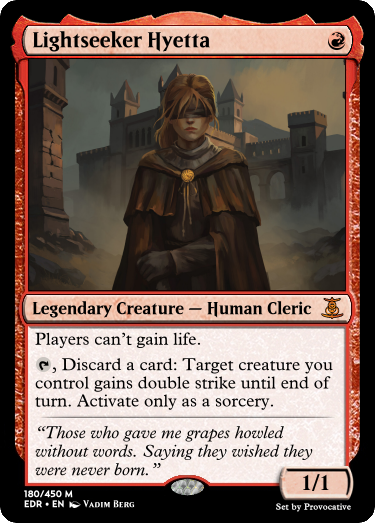 Lightseeker Hyetta
Legendary Creature — Human Cleric
Players can’t gain life.
, Discard a card: Target creature you
control gains double strike until end of
turn. Activate only as a sorcery.
“Those who gave me grapes howled
without words. Saying they wished they
were never born.”
1/1
180/450 M
EDR • EN Vadim Berg
Set by Provocative